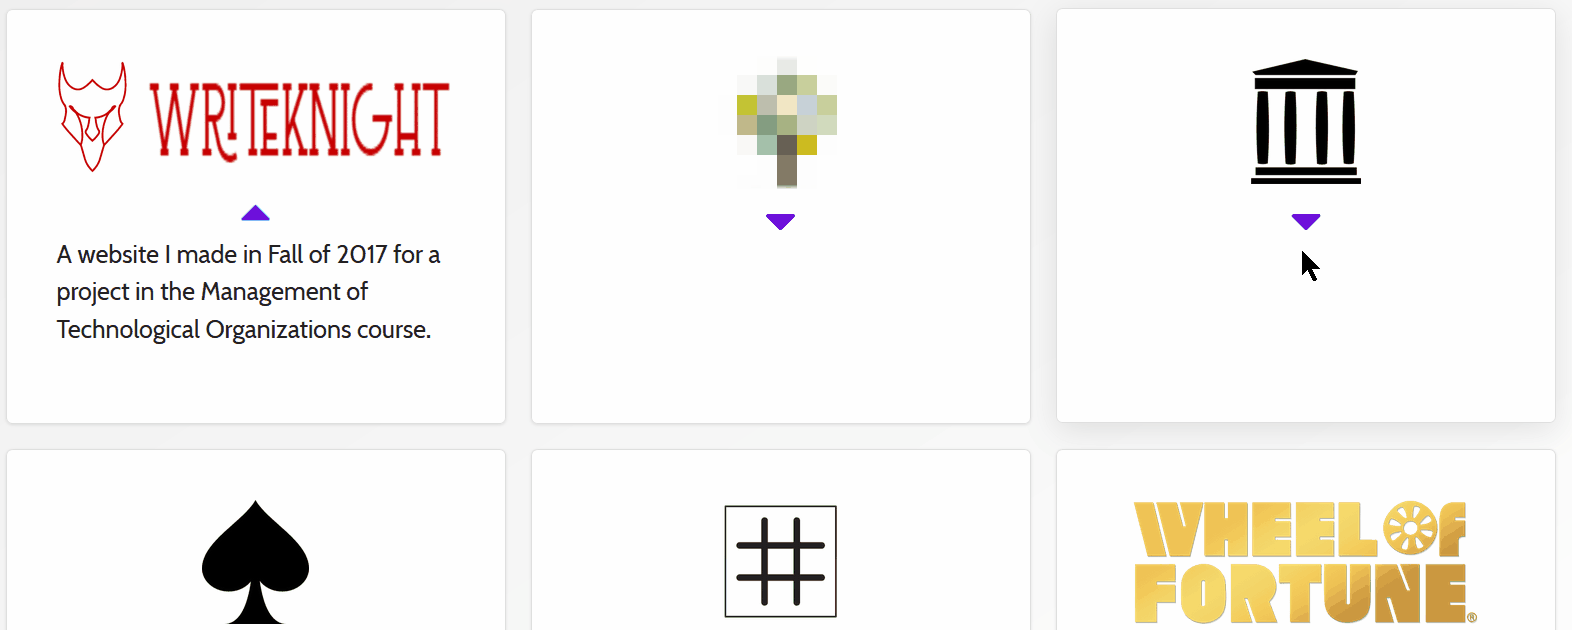 WRITEKNIGHT
A website I made in Fall of 2017 for a
project in the Management of
Technological Organizations course.
WHEEL OF
FORTUNE®